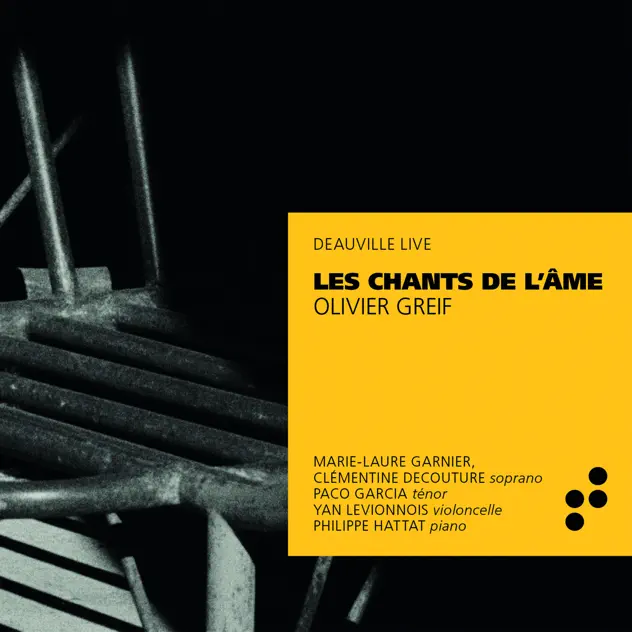 DEAUVILLE LIVE
LES CHANTS DE L'ÂME
OLIVIER GREIF
MARIE-LAURE GARNIER,
CLÉMENTINE DECOUTURE soprano
PACO GARCIA ténor
YAN LEVIONNOIS violoncelle
PHILIPPE HATTAT piano